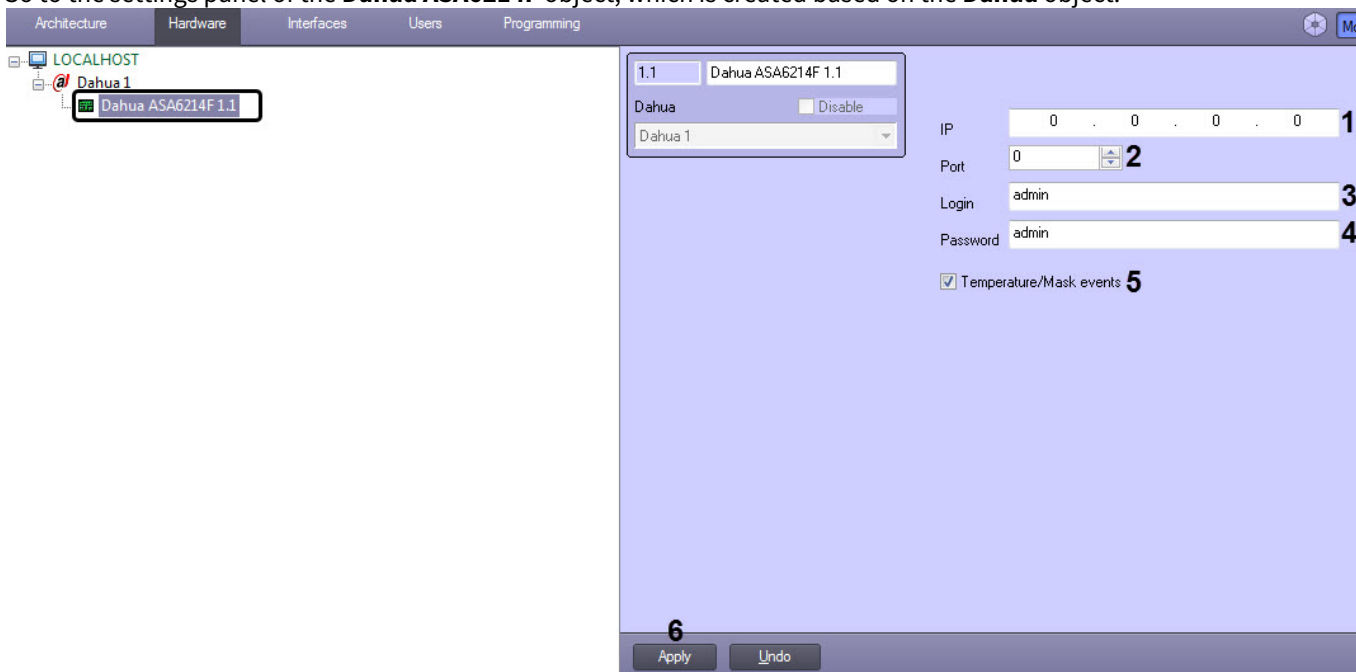 Go to the settings panel of the Dahua ASA6214F object, which is created based on the Dahua object.
Architecture Hardware Interfaces Users Programming
LOCALHOST
Dahua 1
Dahua ASA6214F 1.1
1.1 Dahua ASA6214F 1.1
Dahua Disable
Dahua 1
IP 0 . 0 . 0 . 0 1
Port 0 2
Login admin 3
Password admin 4
Temperature/Mask events 5
6
Apply Undo